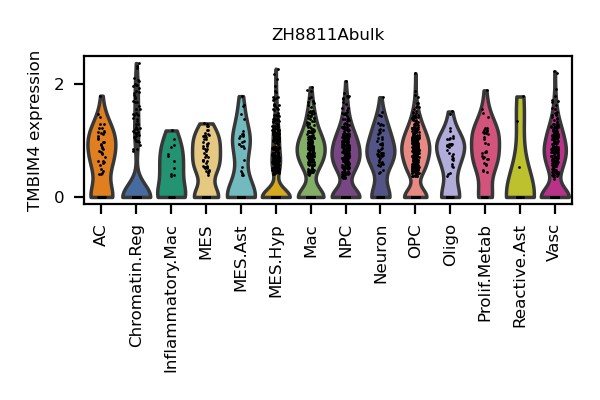 ZH8811Abulk
TMBIM4 expression
2
0
AC
Chromatin.Reg
Inflammatory.Mac
MES
MES.Ast
MES.Hyp
Mac
NPC
Neuron
OPC
Oligo
Prolif.Metab
Reactive.Ast
Vasc